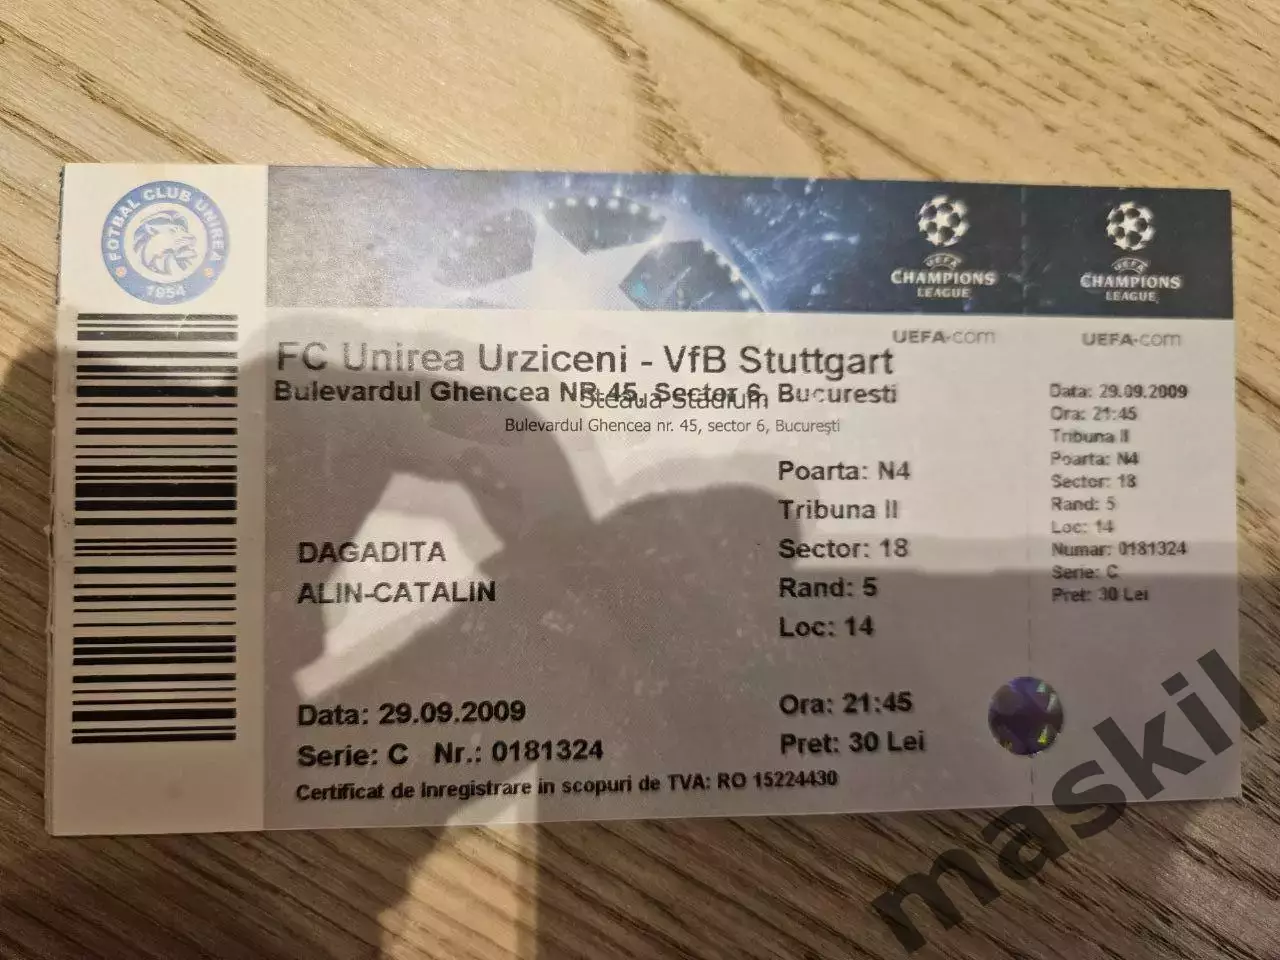 FOTBAL CLUB UNIREA
1954
UEFA
CHAMPIONS
LEAGUE
UEFA
CHAMPIONS
LEAGUE
UEFA.com
UEFA.com
FC Unirea Urziceni - VfB Stuttgart
Bulevardul Ghencea NR.45, Sector 6, Bucuresti
Steaua Stadium
Bulevardul Ghencea nr. 45, sector 6, București
Poarta: N4
Tribuna II
Sector: 18
Rand: 5
Loc: 14
DAGADITA
ALIN-CATALIN
Data: 29.09.2009
Serie: C Nr.: 0181324
Ora: 21:45
Pret: 30 Lei
Certificat de inregistrare in scopuri de TVA: RO 15224430
Data: 29.09.2009
Ora: 21:45
Tribuna II
Poarta: N4
Sector: 18
Rand: 5
Loc: 14
Numar: 0181324
Serie: C
Pret: 30 Lei
maskil